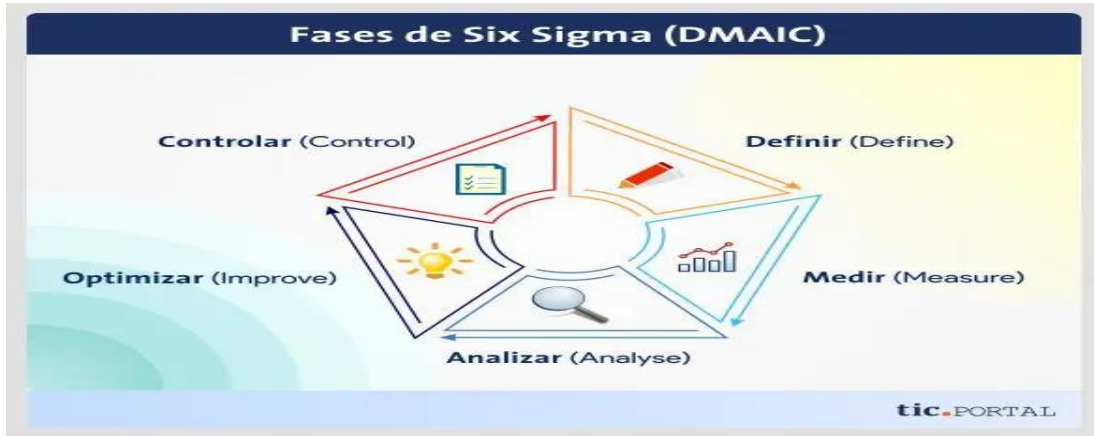 Fases de Six Sigma (DMAIC)
Controlar (Control)
Definir (Define)
Optimizar (Improve)
Medir (Measure)
Analizar (Analyse)
tic.PORTAL